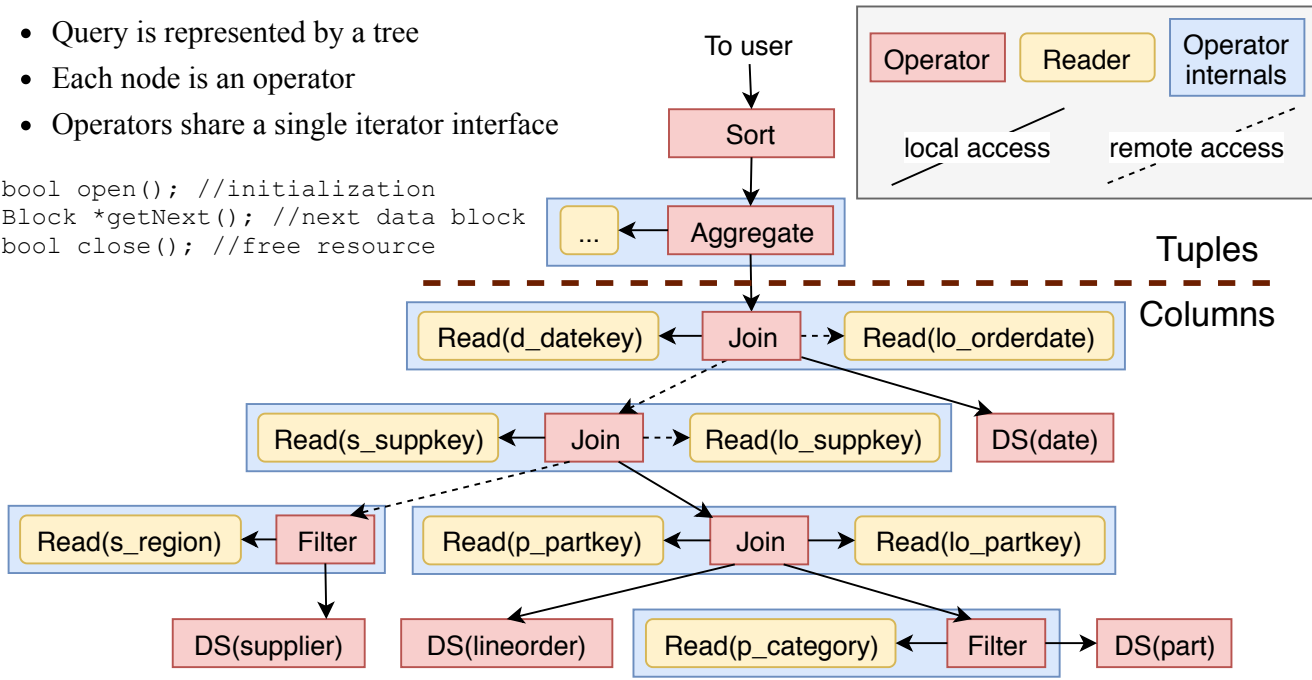 • Query is represented by a tree
• Each node is an operator
• Operators share a single iterator interface
bool open(); //initialization
Block *getNext(); //next data block
bool close(); //free resource
Operator
Reader
Operator
internals
local access
remote access
To user
Sort
...
Aggregate
Tuples
Columns
Read(d_datekey)
Join
Read(lo_orderdate)
Read(s_suppkey)
Join
Read(lo_suppkey)
DS(date)
Read(s_region)
Filter
Read(p_partkey)
Join
Read(lo_partkey)
DS(supplier)
DS(lineorder)
Read(p_category)
Filter
DS(part)